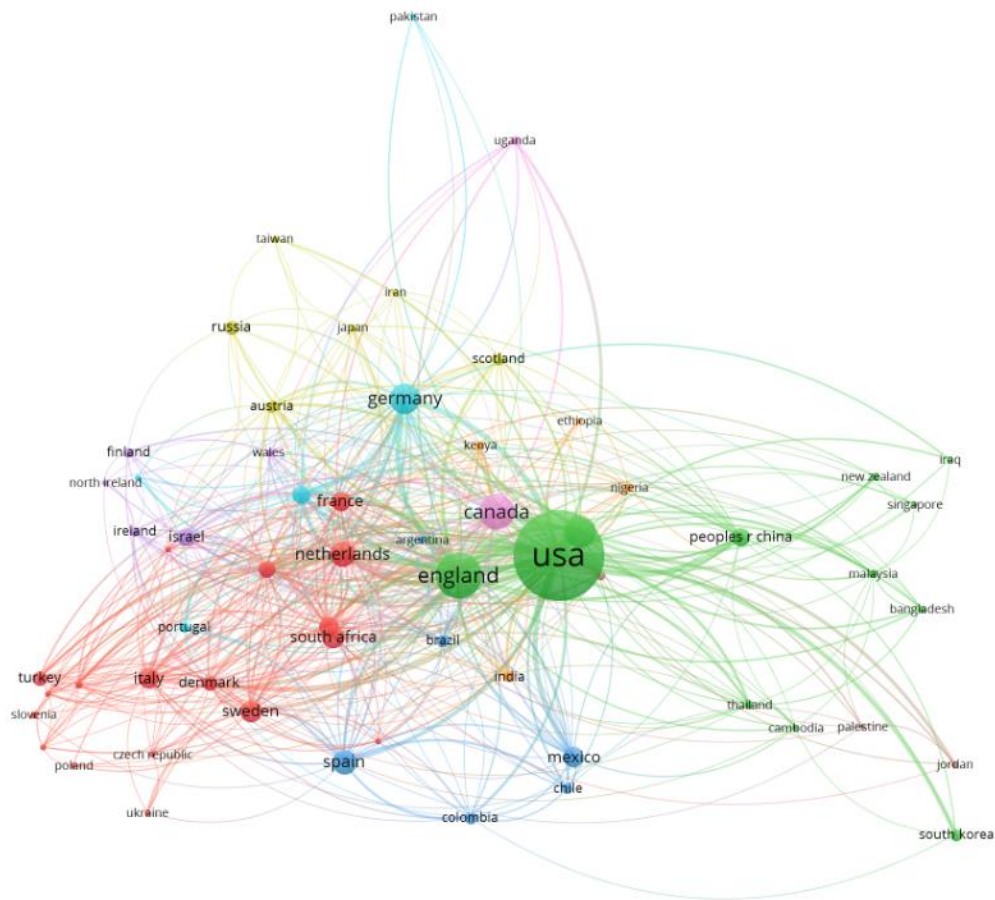 pakistan
uganda
taiwan
iran
russia
japan
scotland
germany
austria
ethiopia
kenya
finland
wales
iraq
new zealand
north ireland
nigeria
france
singapore
canada
ireland
israel
argentina
peoples r china
netherlands
usa
england
malaysia
bangladesh
portugal
south africa
brazil
turkey
italy
denmark
india
slovenia
sweden
thailand
cambodia
palestine
czech republic
poland
spain
mexico
jordan
chile
ukraine
colombia
south korea